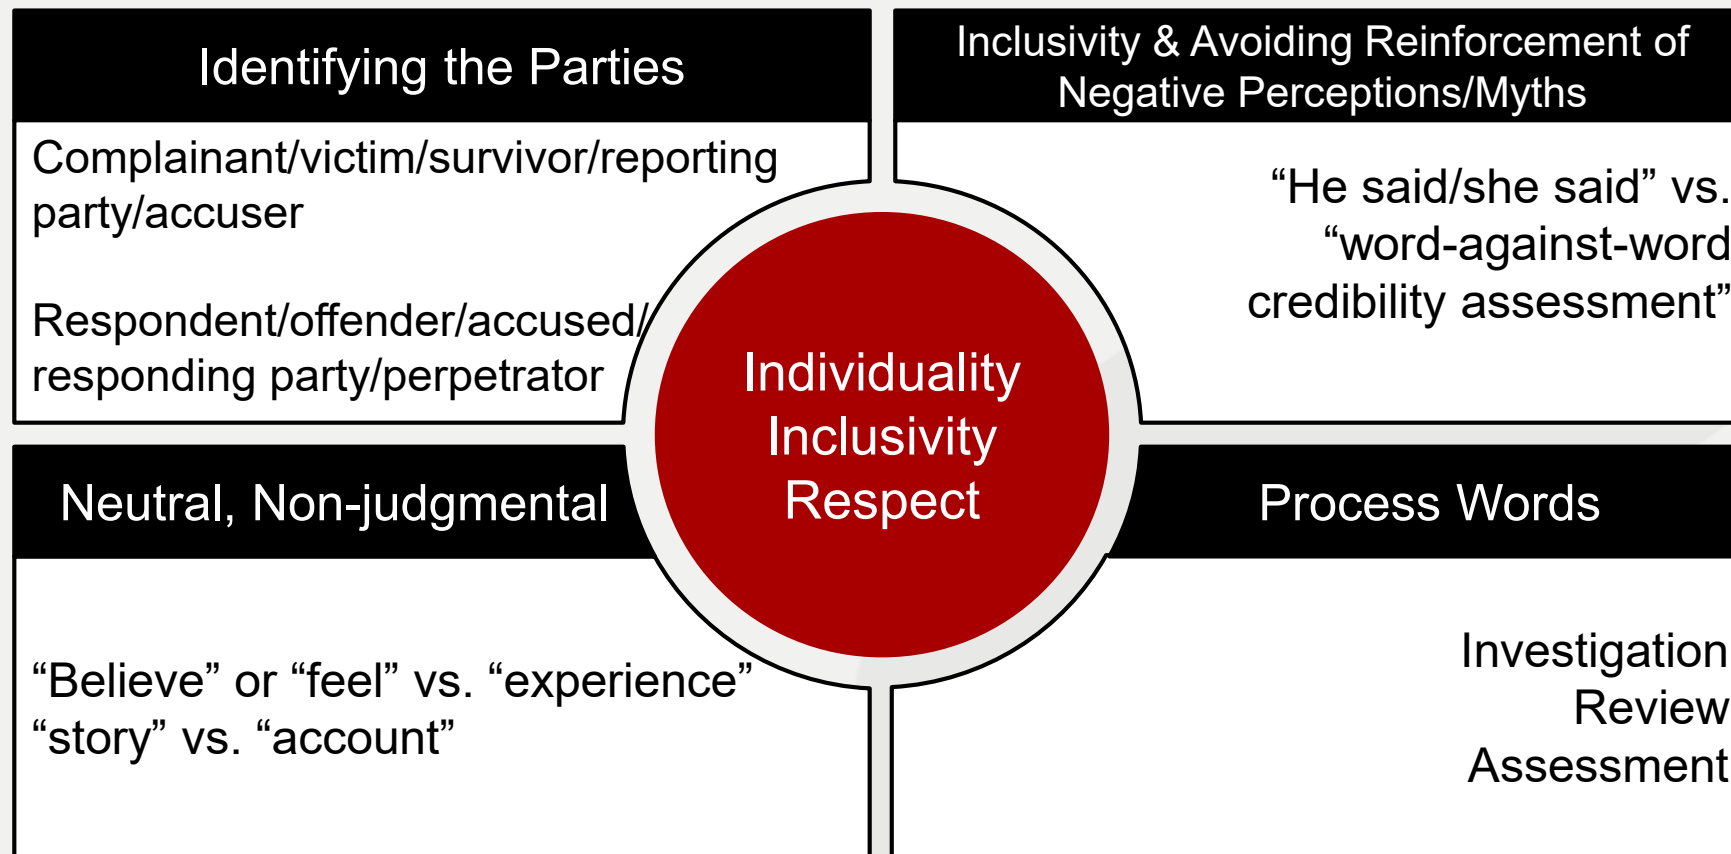 Identifying the Parties
Complainant/victim/survivor/reporting
party/accuser
Respondent/offender/accused/
responding party/perpetrator
Inclusivity & Avoiding Reinforcement of
Negative Perceptions/Myths
“He said/she said” vs.
“word-against-word
credibility assessment”
Individuality
Inclusivity
Respect
Neutral, Non-judgmental
“Believe” or “feel” vs. “experience”
“story” vs. “account”
Process Words
Investigation
Review
Assessment